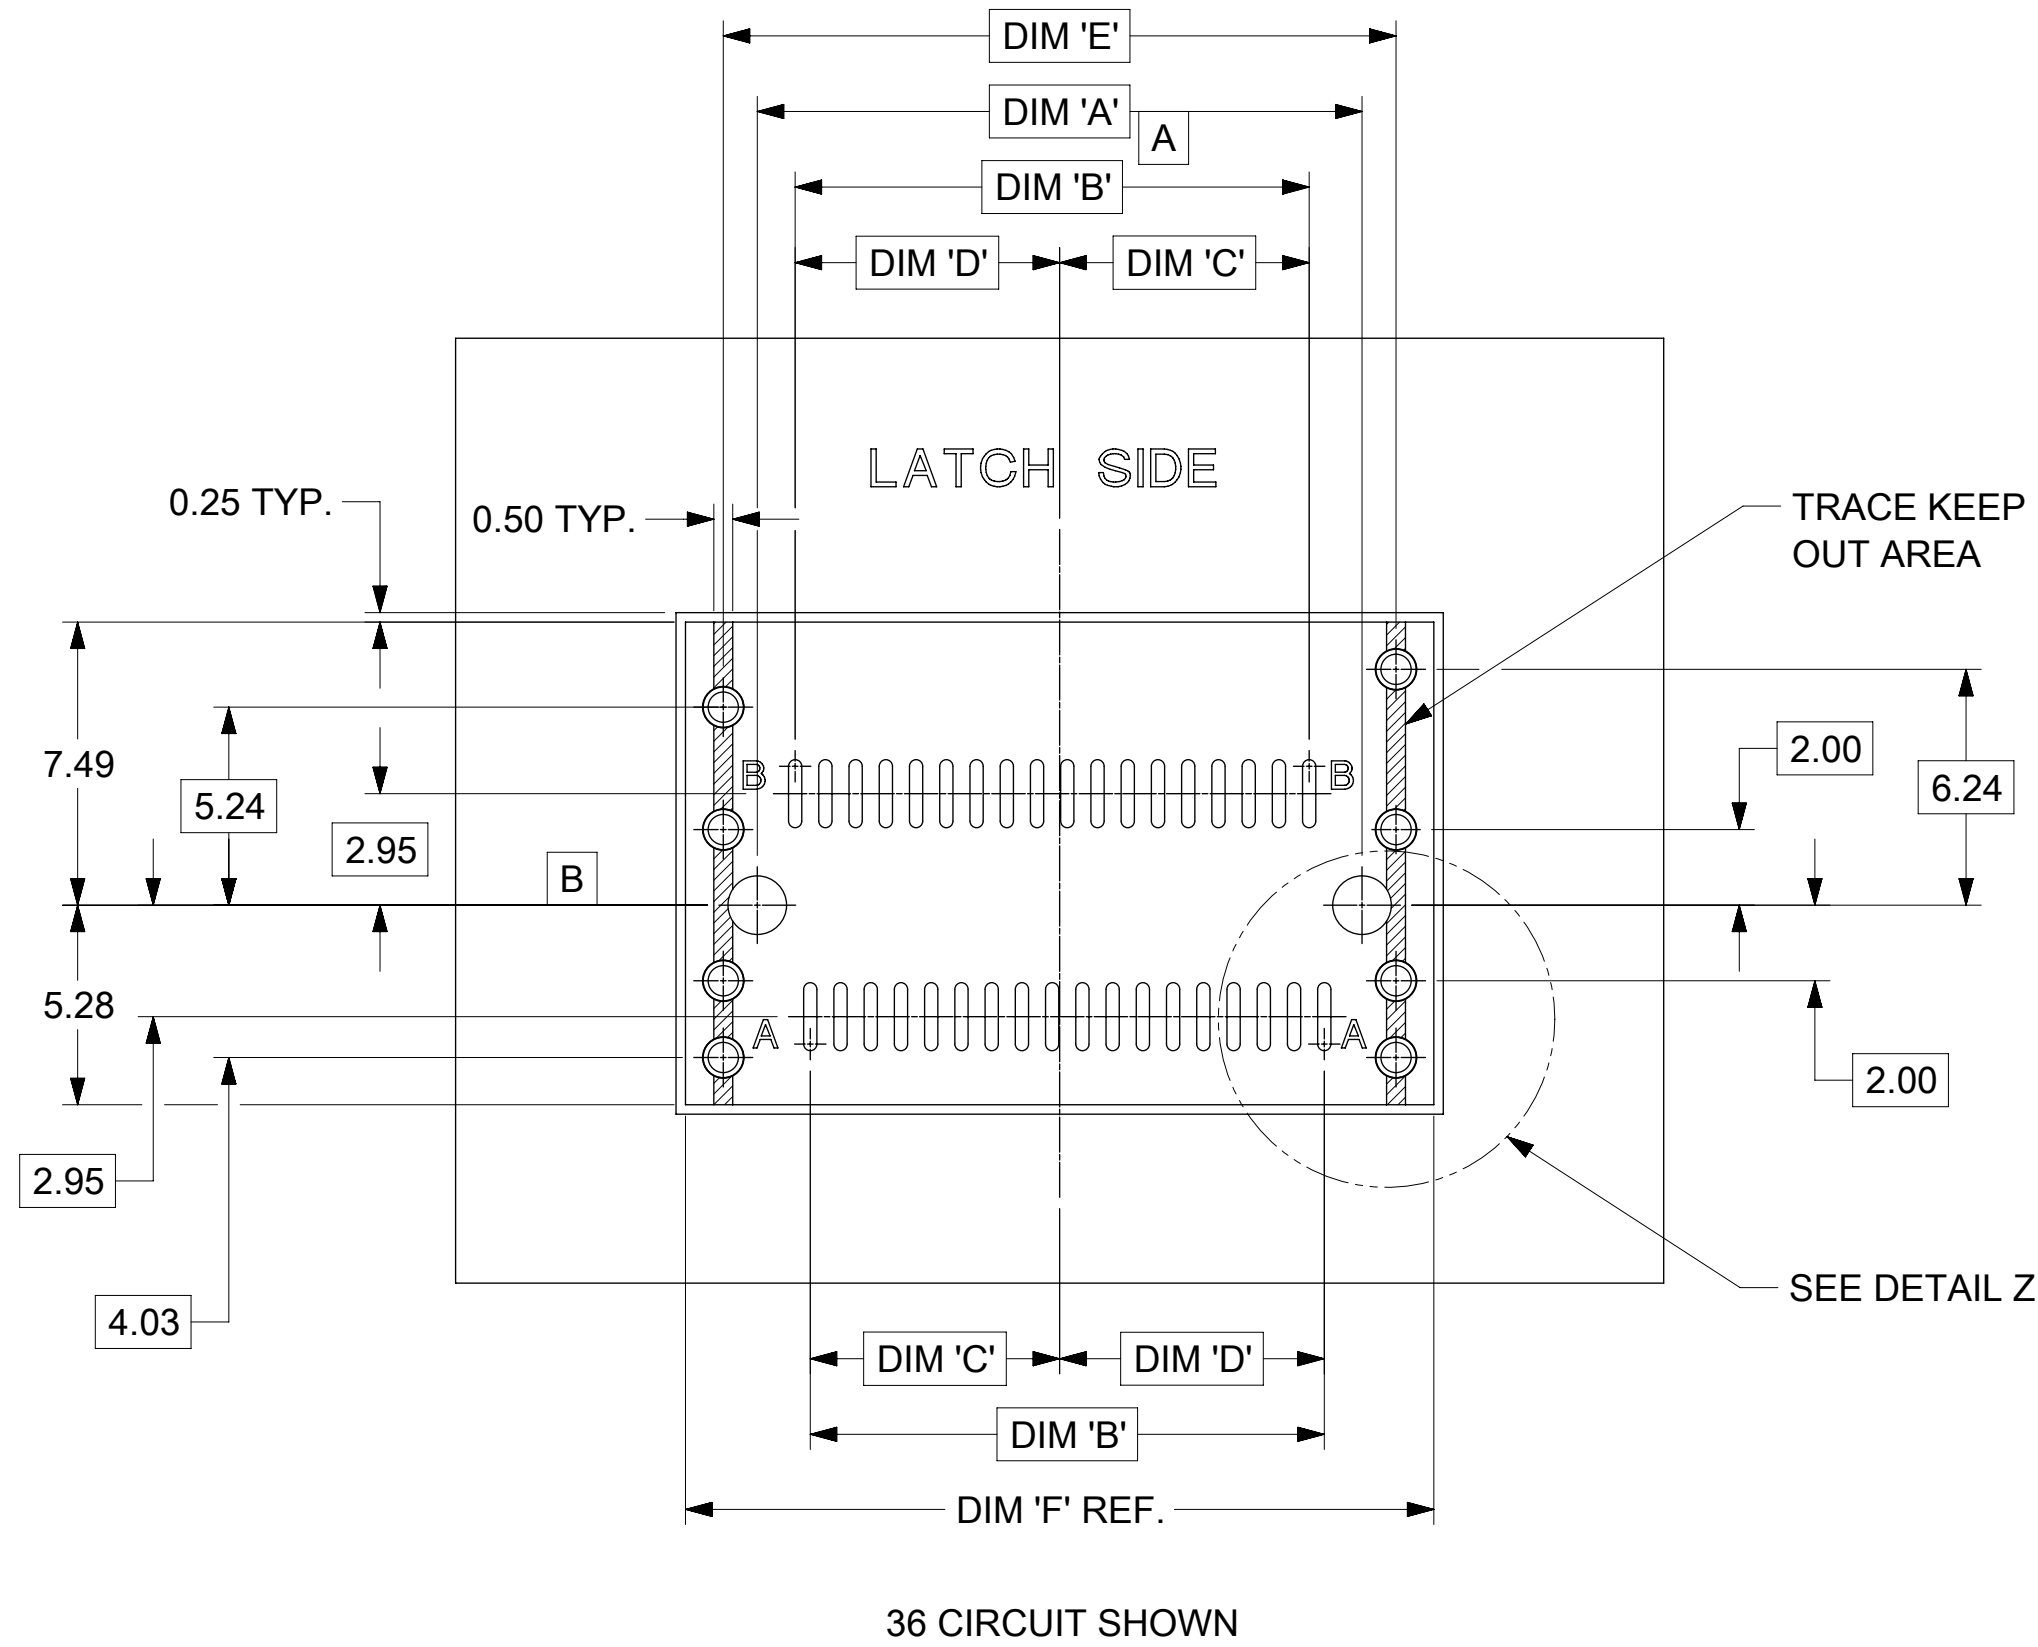 DIM 'E'
DIM 'A'
A
DIM 'B'
DIM 'D'
DIM 'C'
LATCH SIDE
0.25 TYP.
0.50 TYP.
TRACE KEEP
OUT AREA
7.49
5.24
2.95
B
B
B
2.00
6.24
5.28
A
A
2.00
2.95
4.03
SEE DETAIL Z
DIM 'C'
DIM 'D'
DIM 'B'
DIM 'F' REF.
36 CIRCUIT SHOWN